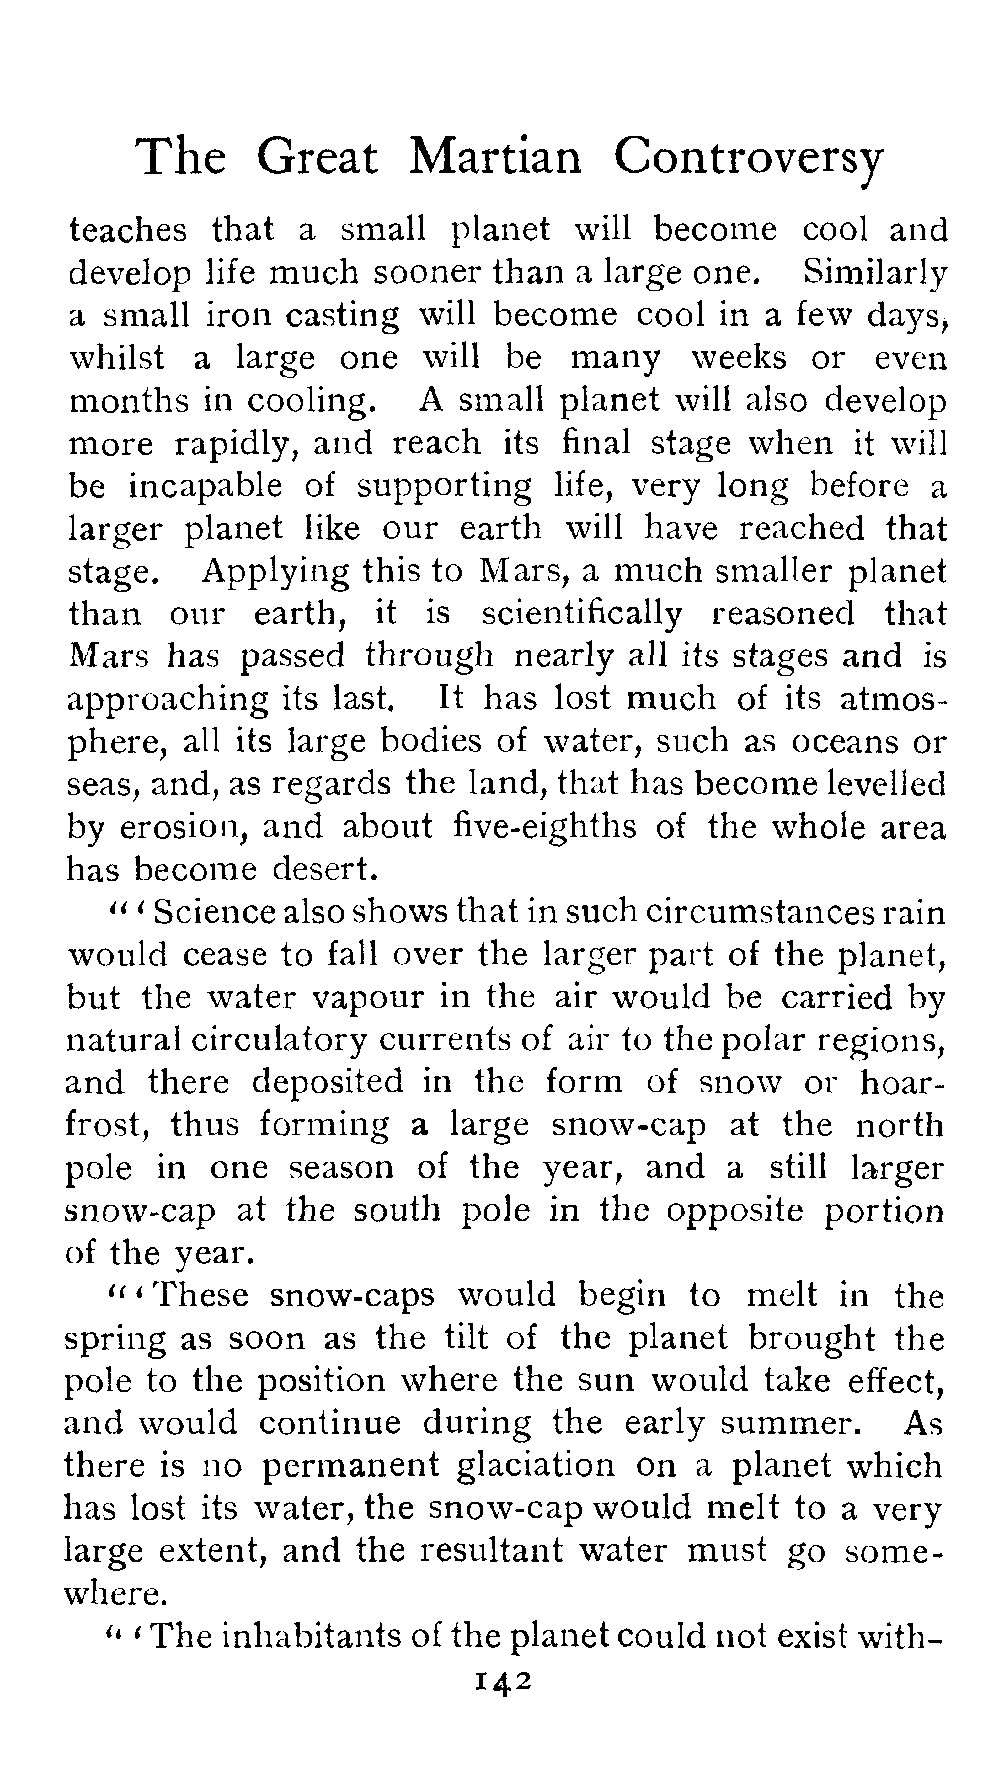 The Great Martian Controversy
teaches that a small planet will become cool and
develop life much sooner than a large one. Similarly
a small iron casting will become cool in a few days,
whilst a large one will be many weeks or even
months in cooling. A small planet will also develop
more rapidly, and reach its final stage when it will
be incapable of supporting life, very long before a
larger planet like our earth will have reached that
stage. Applying this to Mars, a much smaller planet
than our earth, it is scientifically reasoned that
Mars has passed through nearly all its stages and is
approaching its last. It has lost much of its atmos-
phere, all its large bodies of water, such as oceans or
seas, and, as regards the land, that has become levelled
by erosion, and about five-eighths of the whole area
has become desert.
“‘Science also shows that in such circumstances rain
would cease to fall over the larger part of the planet,
but the water vapour in the air would be carried by
natural circulatory currents of air to the polar regions,
and there deposited in the form of snow or hoar-
frost, thus forming a large snow-cap at the north
pole in one season of the year, and a still larger
snow-cap at the south pole in the opposite portion
of the year.
“‘These snow-caps would begin to melt in the
spring as soon as the tilt of the planet brought the
pole to the position where the sun would take effect,
and would continue during the early summer. As
there is no permanent glaciation on a planet which
has lost its water, the snow-cap would melt to a very
large extent, and the resultant water must go some-
where.
“‘The inhabitants of the planet could not exist with-
142